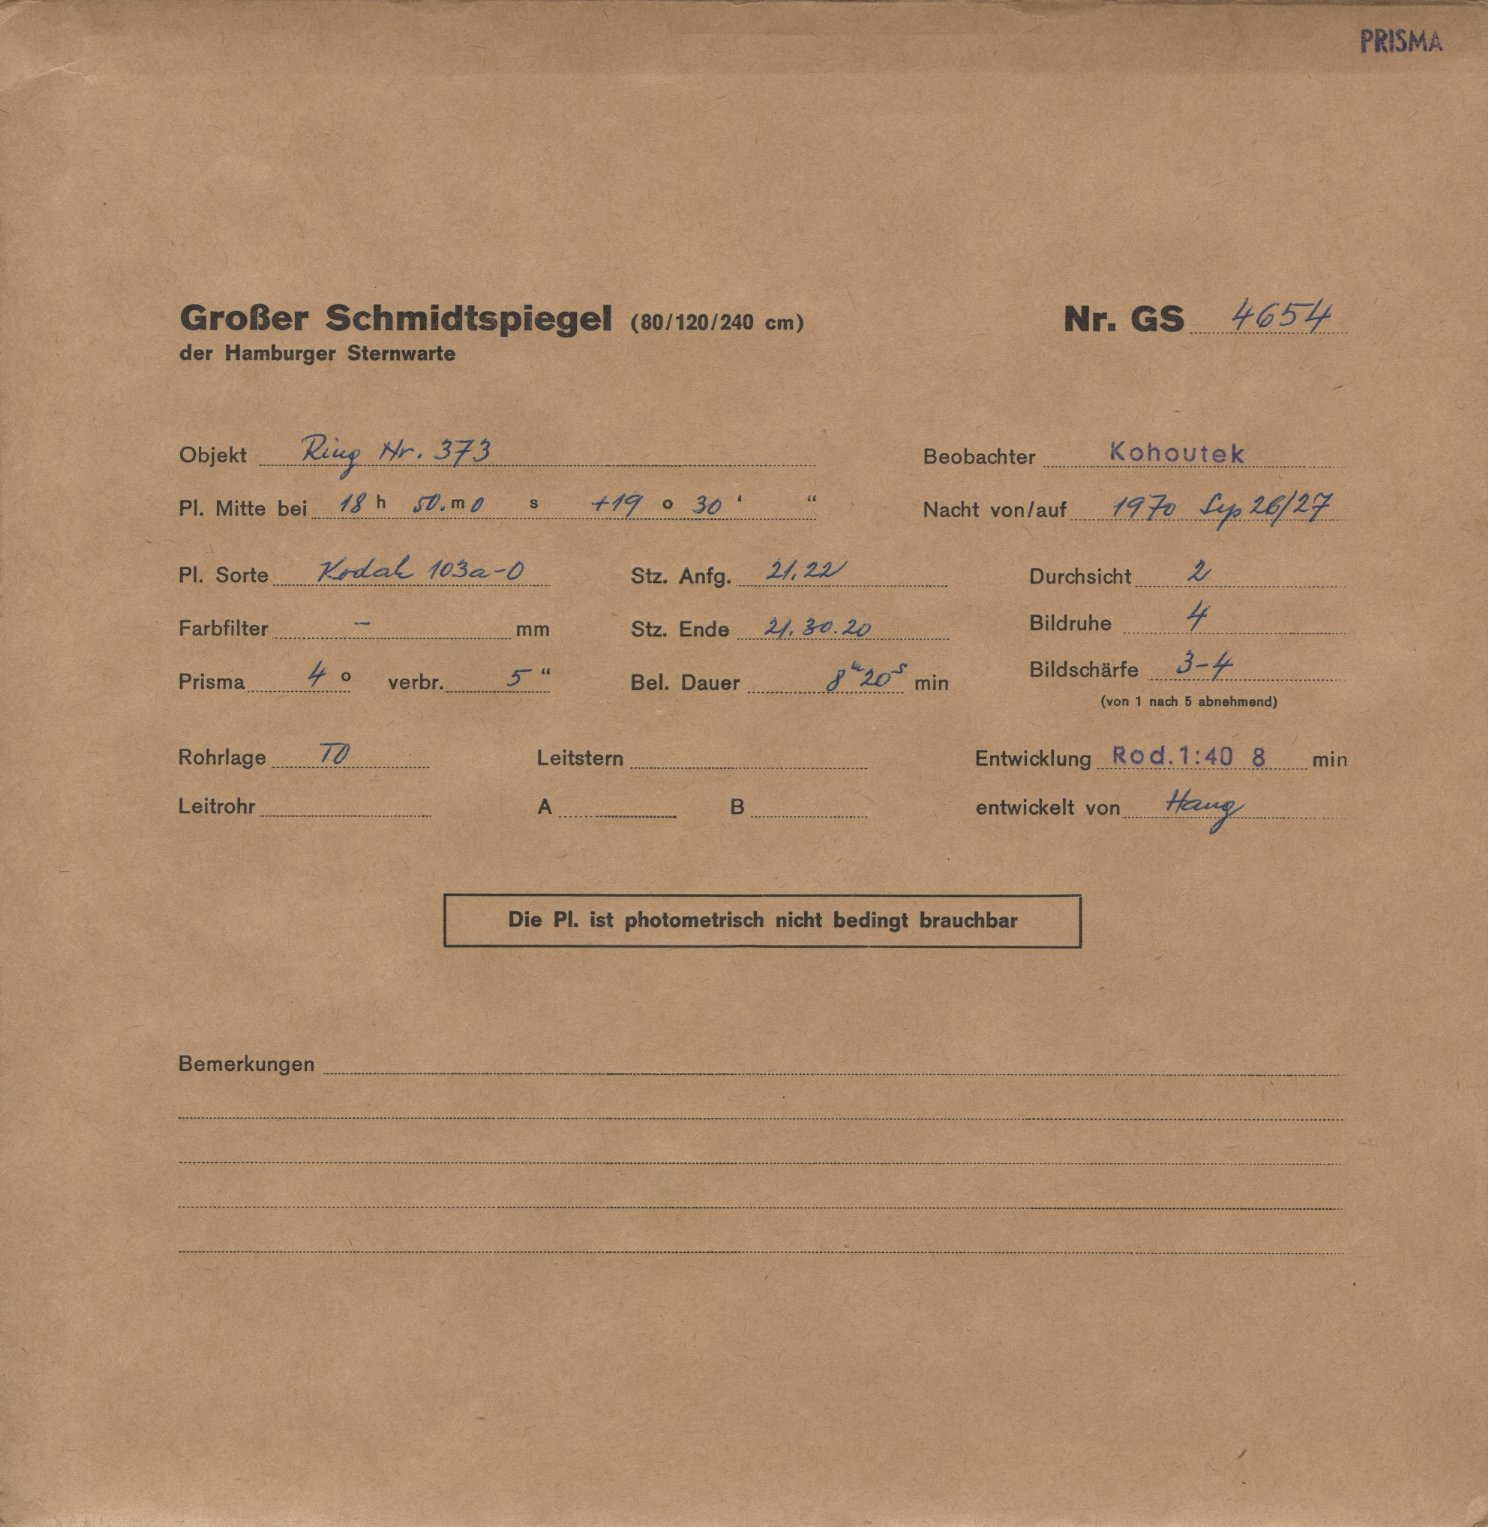 PRISMA
Großer Schmidtspiegel (80/120/240 cm) Nr. GS 4654
der Hamburger Sternwarte
Objekt Ring Nr. 373 Beobachter Kohoutek
Pl. Mitte bei 18 h 50. m 0 s +19 o 30 ‘ “ Nacht von/auf 1970 Sep 26/27
Pl. Sorte Kodak 103a-O Stz. Anfg. 21.22 Durchsicht 2
Farbfilter – mm Stz. Ende 21.30.20 Bildruhe 4
Prisma 4 o verbr. 5 “ Bel. Dauer 8m 20s min Bildschärfe 3-4
(von 1 nach 5 abnehmend)
Rohrlage TO Leitstern Entwicklung Rod.1:40 8 min
Leitrohr A B entwickelt von Haug
Die Pl. ist photometrisch nicht bedingt brauchbar
Bemerkungen